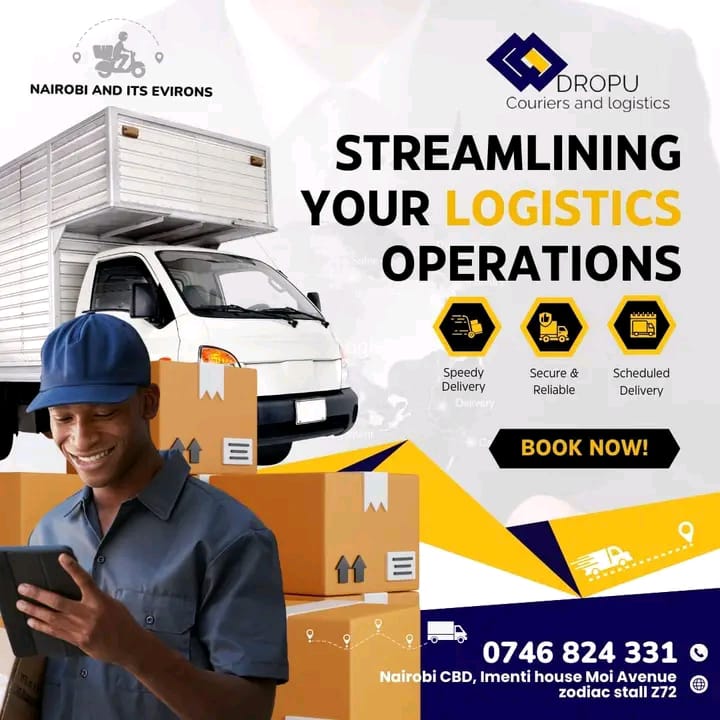 NAIROBI AND ITS EVIRONS
DROPU
Couriers and logistics
STREAMLINING
YOUR LOGISTICS
OPERATIONS
Speedy
Delivery
Secure &
Reliable
Scheduled
Delivery
BOOK NOW!
0746 824 331
Nairobi CBD, Imenti house Moi Avenue
zodiac stall Z72